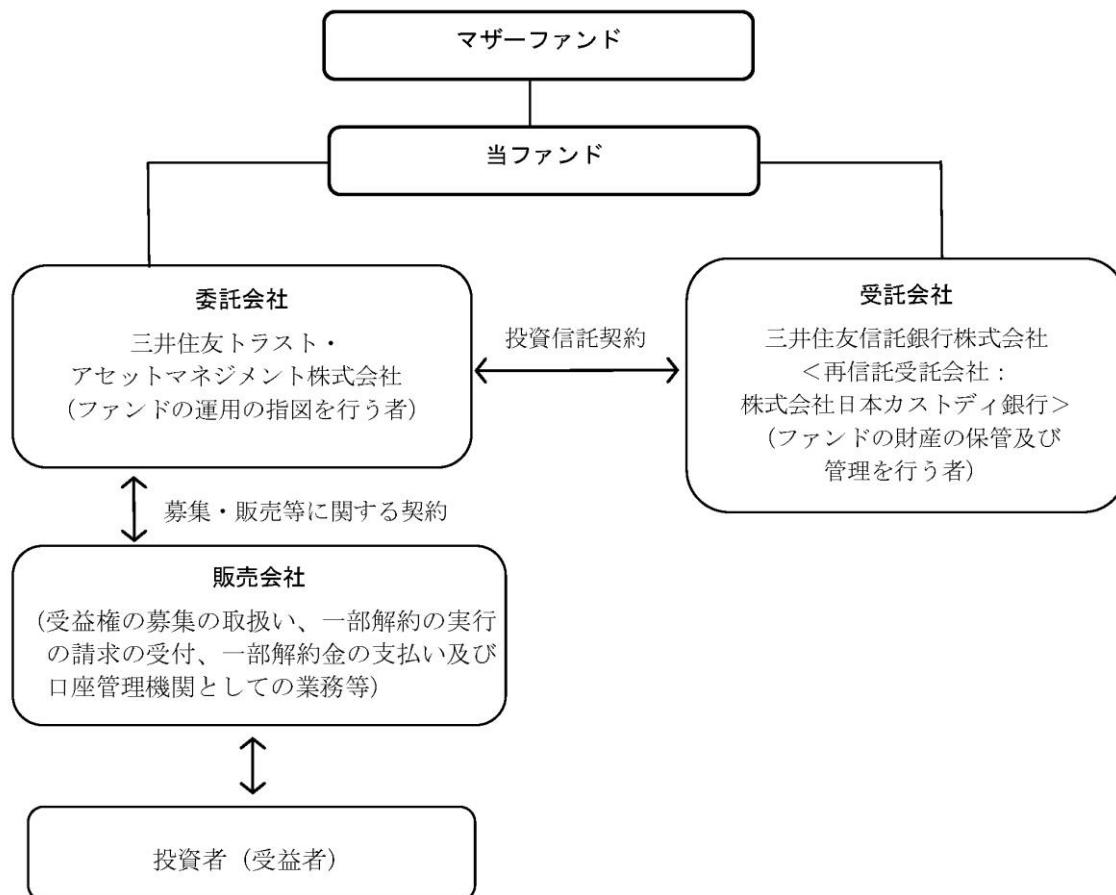 マザーファンド
当ファンド
委託会社
三井住友トラスト・
アセットマネジメント株式会社
(ファンドの運用の指図を行う者)
投資信託契約
受託会社
三井住友信託銀行株式会社
<再信託受託会社:
株式会社日本カストディ銀行>
(ファンドの財産の保管及び
管理を行う者)
募集・販売等に関する契約
販売会社
(受益権の募集の取扱い、一部解約の実行
の請求の受付、一部解約金の支払い及び
口座管理機関としての業務等)
投資者(受益者)